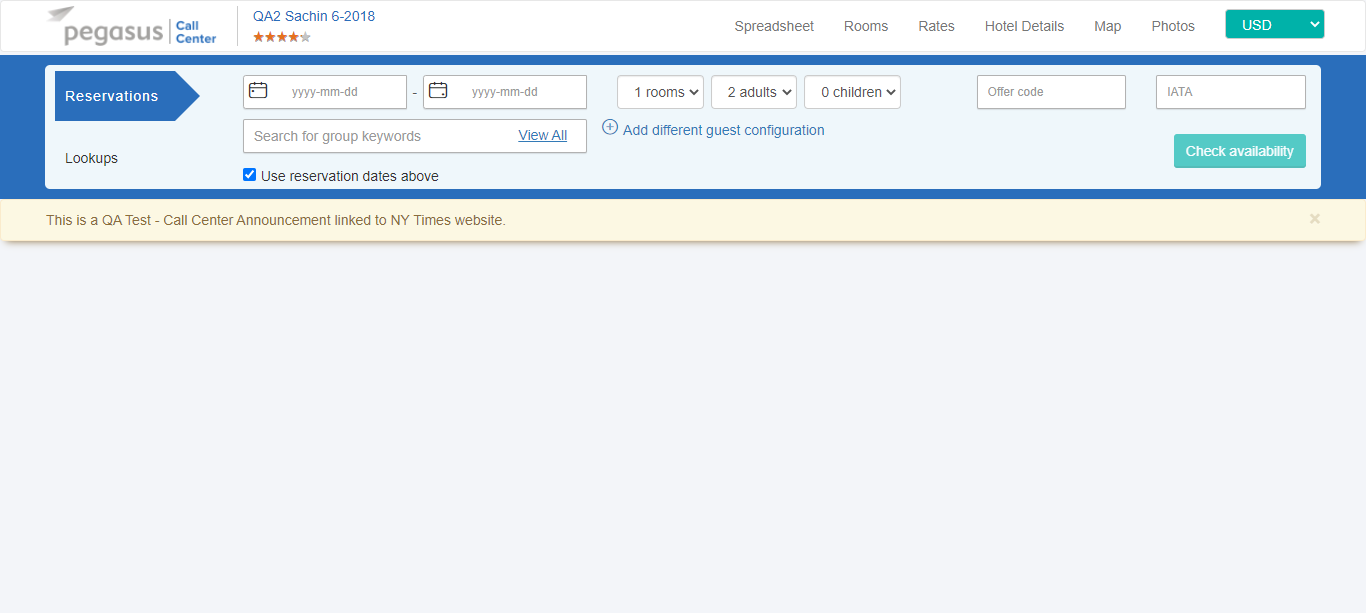 pegasus Call Center
QA2 Sachin 6-2018
Spreadsheet Rooms Rates Hotel Details Map Photos USD
Reservations
yyyy-mm-dd - yyyy-mm-dd 1 rooms 2 adults 0 children Offer code IATA
Search for group keywords View All
Add different guest configuration
Check availability
Lookups
Use reservation dates above
This is a QA Test - Call Center Announcement linked to NY Times website. ×